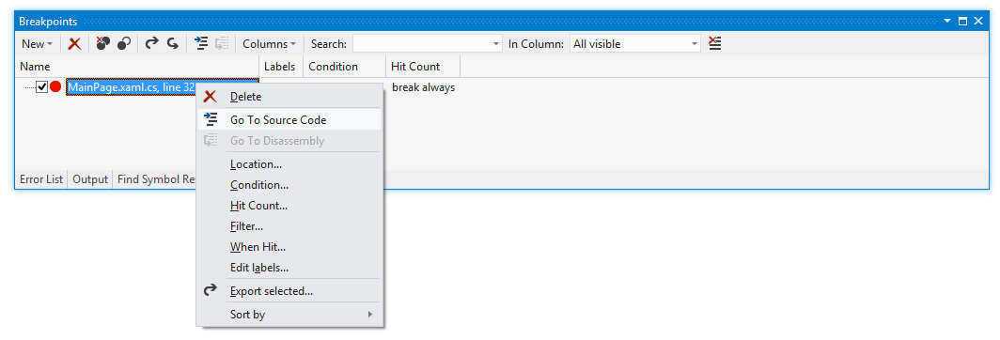 Breakpoints
New Columns Search: In Column: All visible
Name Labels Condition Hit Count
MainPage.xaml.cs, line 32 break always
Delete
Go To Source Code
Go To Disassembly
Location...
Condition...
Hit Count...
Filter...
When Hit...
Edit labels...
Export selected...
Sort by
Error List Output Find Symbol Re